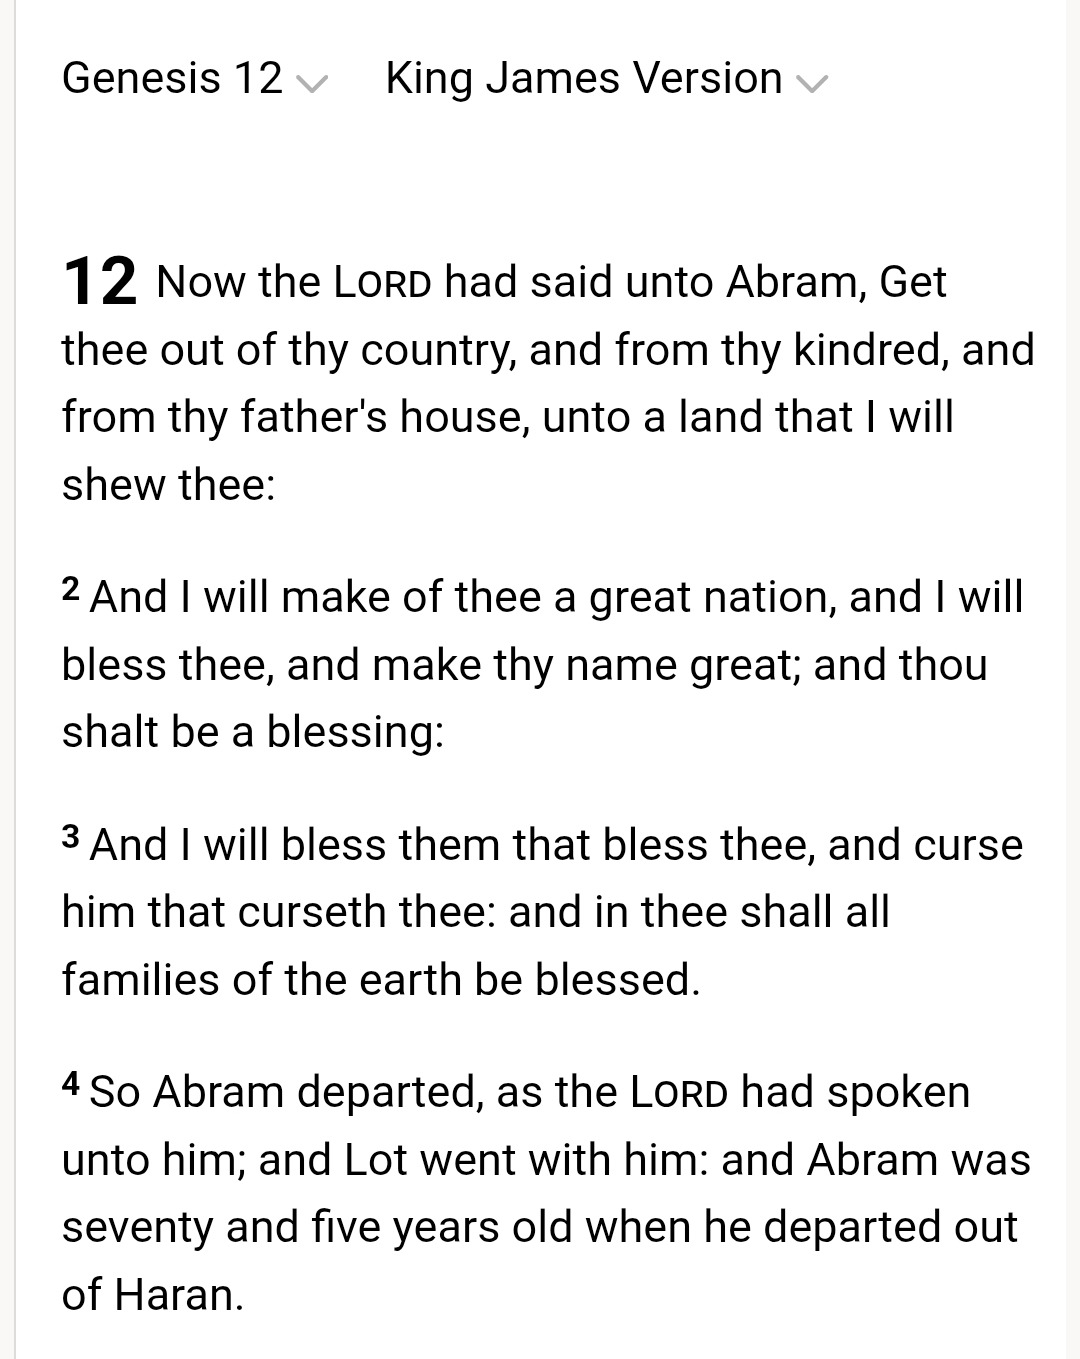 Genesis 12 King James Version
12 Now the LORD had said unto Abram, Get
thee out of thy country, and from thy kindred, and
from thy father's house, unto a land that I will
shew thee:
2 And I will make of thee a great nation, and I will
bless thee, and make thy name great; and thou
shalt be a blessing:
3 And I will bless them that bless thee, and curse
him that curseth thee: and in thee shall all
families of the earth be blessed.
4 So Abram departed, as the LORD had spoken
unto him; and Lot went with him: and Abram was
seventy and five years old when he departed out
of Haran.